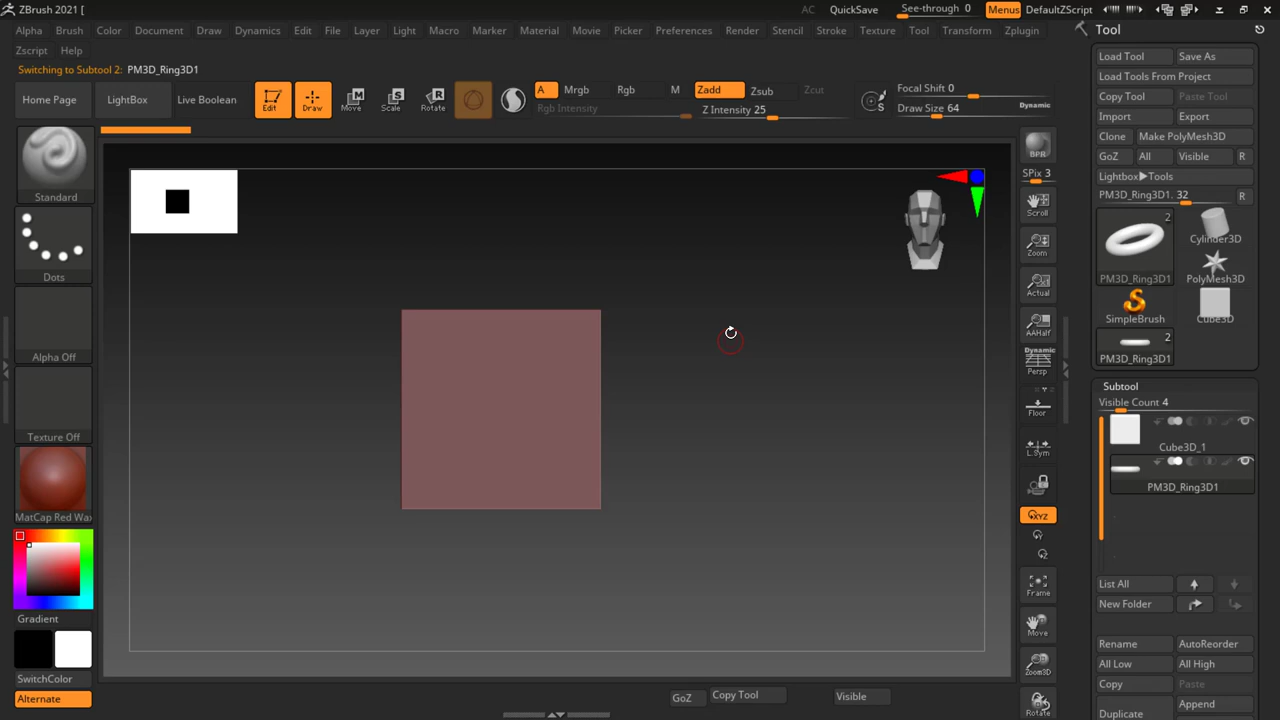 ZBrush 2021 [
AC QuickSave See-through 0 Menus DefaultZScript
Alpha Brush Color Document Draw Dynamics Edit File Layer Light Macro Marker Material Movie Picker Preferences Render Stencil Stroke Texture Tool Transform Zplugin
Zscript Help
Switching to Subtool 2: PM3D_Ring3D1
Home Page LightBox Live Boolean Edit Draw Move Scale Rotate
A Mrgb Rgb M Zadd Zsub Zcut
Rgb Intensity Z Intensity 25
S Focal Shift 0
Draw Size 64 Dynamic
Standard
Dots
Alpha Off
Texture Off
MatCap Red Wax
Gradient
SwitchColor
Alternate
BPR
SPix 3
Scroll
Zoom
Actual
AAHalf
Dynamic
Persp
Floor
L.Sym
XYZ
Y
Z
Frame
Move
Zoom3D
Rotate
GoZ Copy Tool Visible
Tool
Load Tool Save As
Load Tools From Project
Copy Tool Paste Tool
Import Export
Clone Make PolyMesh3D
GoZ All Visible R
Lightbox▶Tools
PM3D_Ring3D1. 32 R
2
Cylinder3D
PM3D_Ring3D1 PolyMesh3D
SimpleBrush Cube3D
2
PM3D_Ring3D1
Subtool
Visible Count 4
Cube3D_1
PM3D_Ring3D1
List All
New Folder
Rename AutoReorder
All Low All High
Copy Paste
Duplicate Append